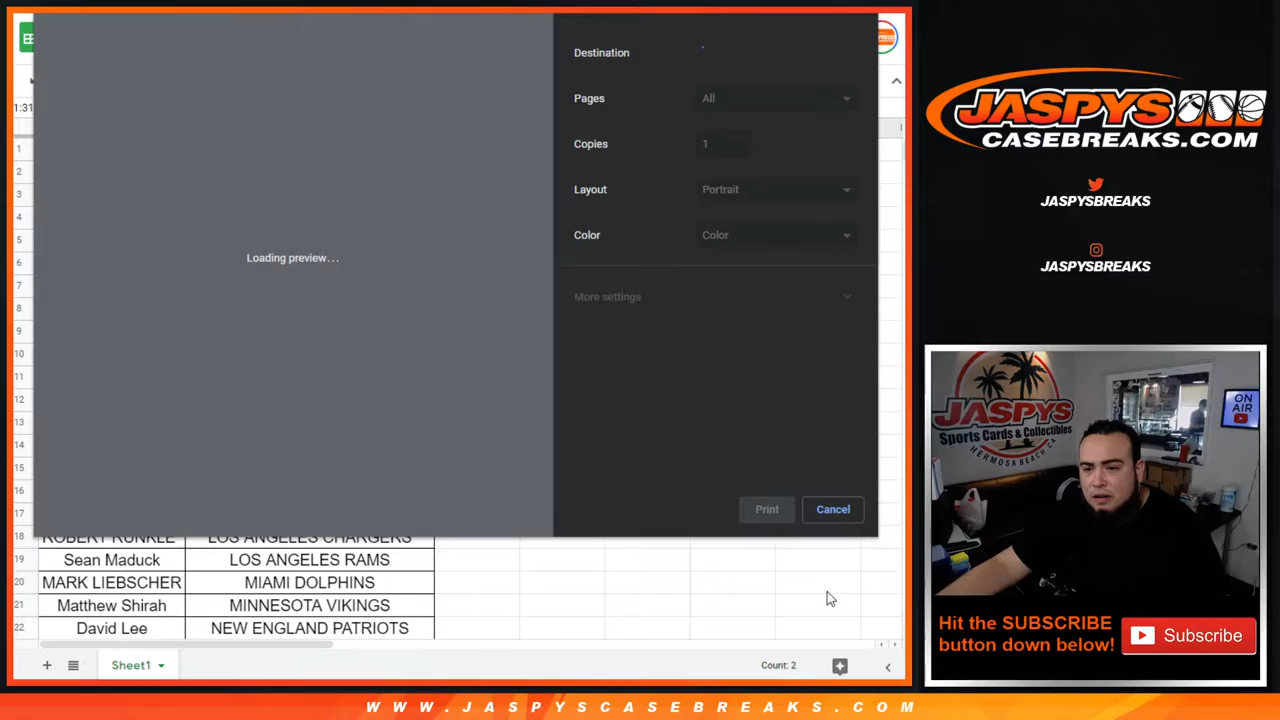 Destination
Pages
All
Copies
1
Layout
Portrait
Color
Color
More settings
Loading preview...
Print
Cancel
1:31
1
2
3
4
5
6
7
8
9
10
11
12
13
14
15
16
17
18 ROBERT KUNKLE LOS ANGELES CHARGERS
19 Sean Maduck LOS ANGELES RAMS
20 MARK LIEBSCHER MIAMI DOLPHINS
21 Matthew Shirah MINNESOTA VIKINGS
22 David Lee NEW ENGLAND PATRIOTS
Sheet1
Count: 2
JASPYS
CASEBREAKS.COM
JASPYSBREAKS
JASPYSBREAKS
JASPYS
Sports Cards & Collectibles
HERMOSA BEACH CA
ON
AIR
Hit the SUBSCRIBE
button down below!
Subscribe
WWW.JASPYSCASEBREAKS.COM